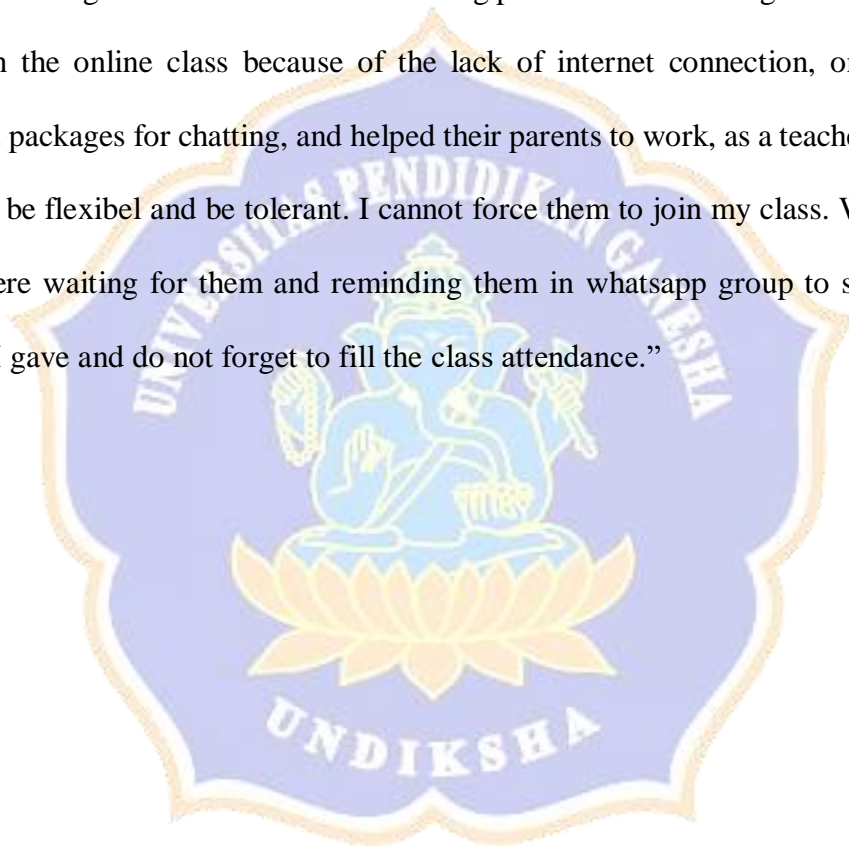 the online class because of the lack of internet connection, or
packages for chatting, and helped their parents to work, as a teache
be flexibel and be tolerant. I cannot force them to join my class.
ere waiting for them and reminding them in whatsapp group to s
I gave and do not forget to fill the class attendance.”
UNIVERSITAS PENDIDIKAN GANESHA
UNDIKSHA